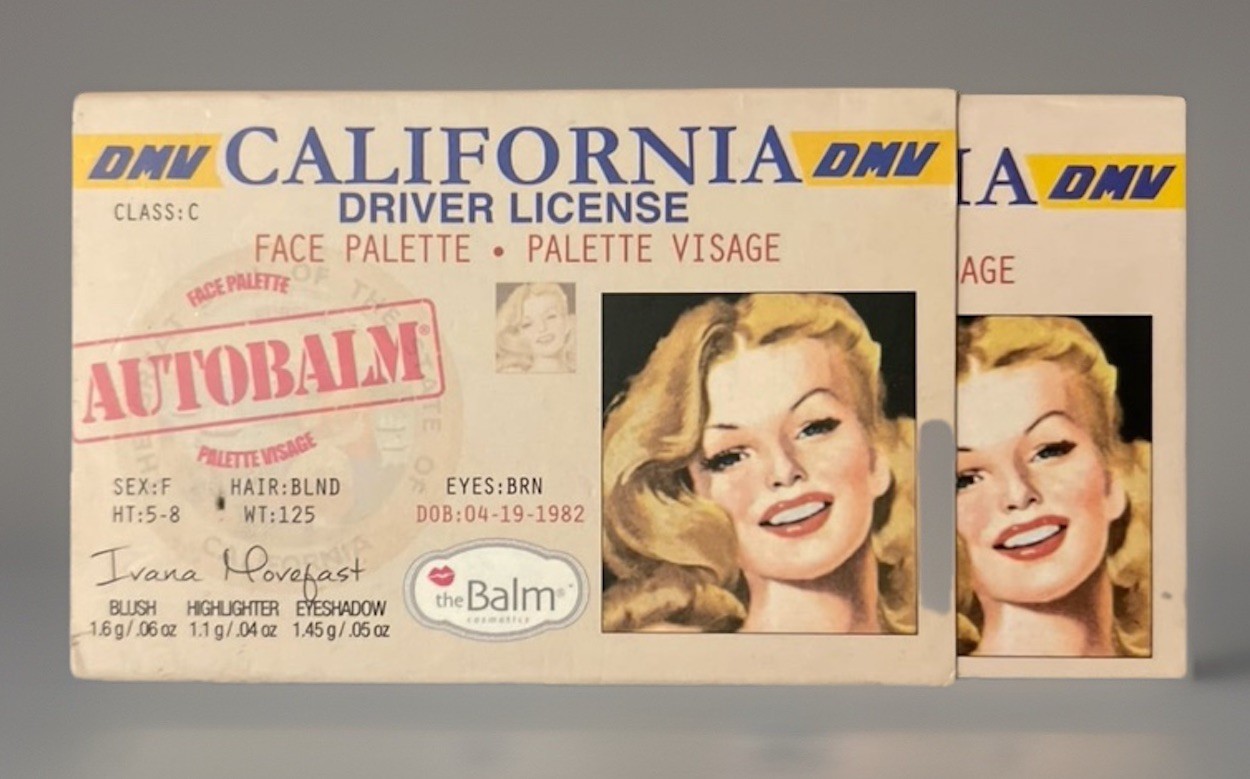 DMV CALIFORNIA DMV
DRIVER LICENSE
CLASS:C
FACE PALETTE • PALETTE VISAGE
FACE PALETTE
AUTOBALM®
PALETTE VISAGE
SEX:F HAIR:BLND EYES:BRN
HT:5-8 WT:125 DOB:04-19-1982
Ivana Movefast
BLUSH HIGHLIGHTER EYESHADOW
1.6 g / .06 oz 1.1 g / .04 oz 1.45 g / .05 oz
theBalm®
cosmetics
IA DMV
AGE